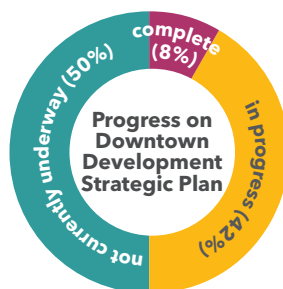 complete
(8%)
in progress (42%)
not currently underway (50%)
Progress on
Downtown
Development
Strategic Plan